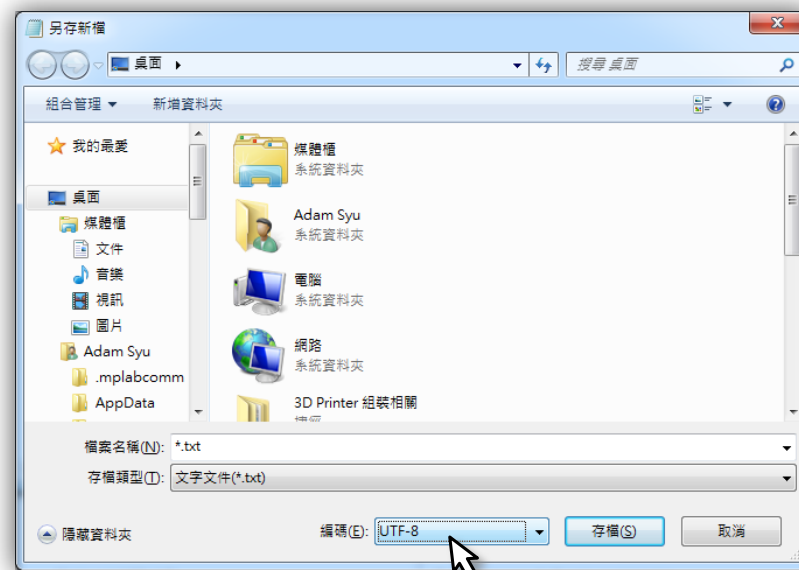 另存新檔
桌面
搜尋 桌面
組合管理 新增資料夾
我的最愛
桌面
媒體櫃
文件
音樂
視訊
圖片
Adam Syu
.mplabcomm
AppData
媒體櫃
系統資料夾
Adam Syu
系統資料夾
電腦
系統資料夾
網路
系統資料夾
3D Printer 組裝相關
檔案名稱(N): *.txt
存檔類型(T): 文字文件(*.txt)
隱藏資料夾 編碼(E): UTF-8 存檔(S) 取消